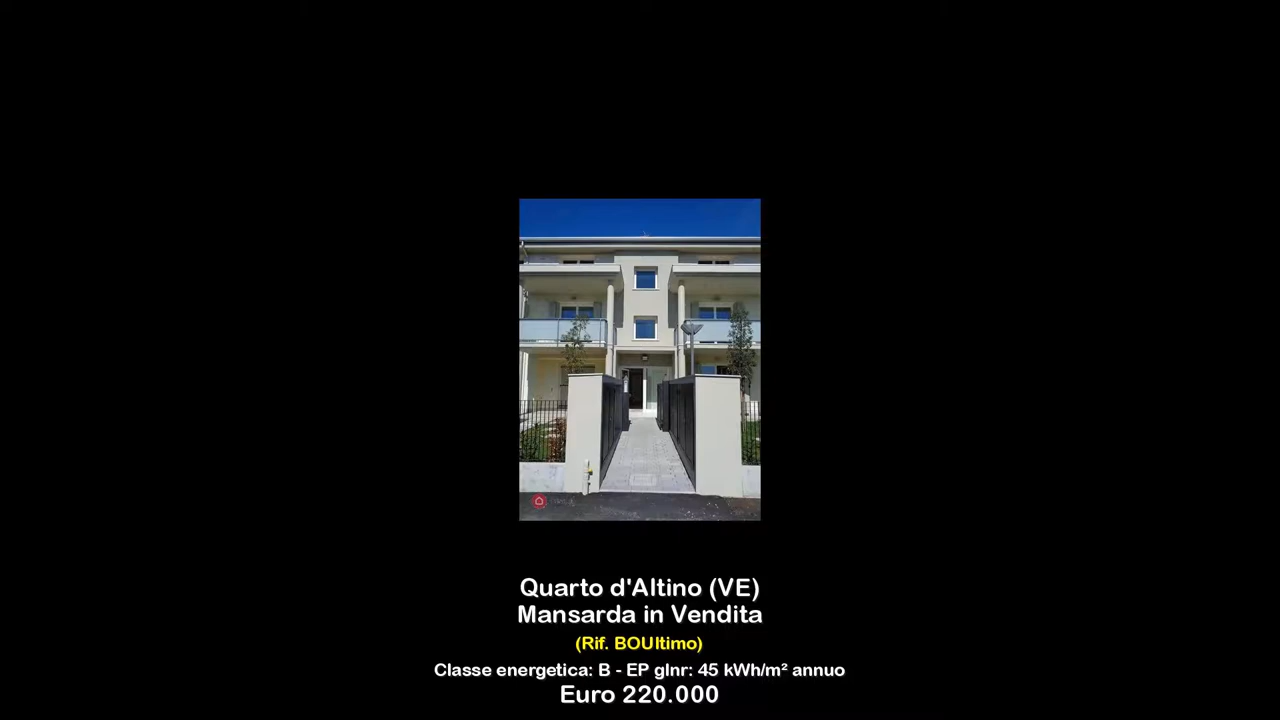 Quarto d'Altino (VE)
Mansarda in Vendita
(Rif. BOUltimo)
Classe energetica: B - EP glnr: 45 kWh/m² annuo
Euro 220.000